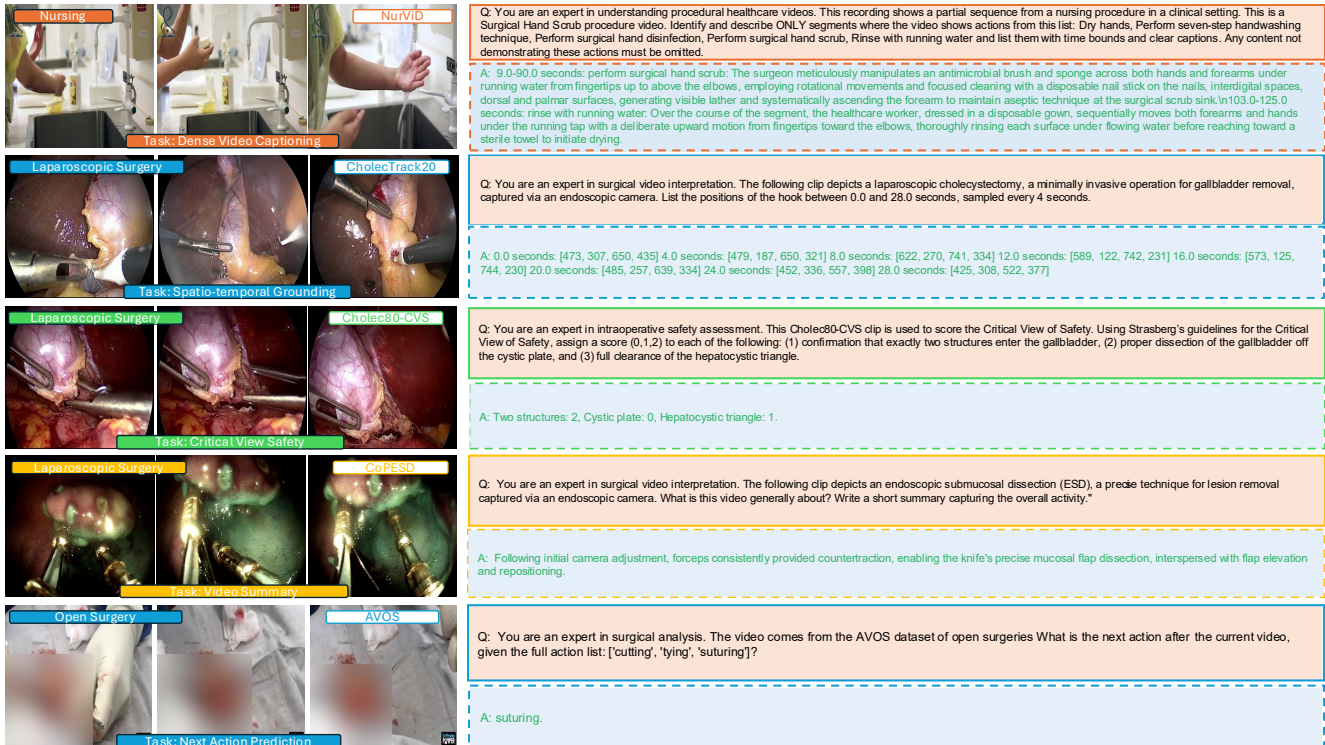 Nursing
NurViD
Task: Dense Video Captioning
Q: You are an expert in understanding procedural healthcare videos. This recording shows a partial sequence from a nursing procedure in a clinical setting. This is a
Surgical Hand Scrub procedure video. Identify and describe ONLY segments where the video shows actions from this list: Dry hands, Perform seven-step handwashing
technique, Perform surgical hand disinfection, Perform surgical hand scrub, Rinse with running water and list them with time bounds and clear captions. Any content not
demonstrating these actions must be omitted.
A: 9.0-90.0 seconds: perform surgical hand scrub: The surgeon meticulously manipulates an antimicrobial brush and sponge across both hands and forearms under
running water from fingertips up to above the elbows, employing rotational movements and focused cleaning with a disposable nail stick on the nails, interdigital spaces,
dorsal and palmar surfaces, generating visible lather and systematically ascending the forearm to maintain aseptic technique at the surgical scrub sink.\n103.0-125.0
seconds: rinse with running water: Over the course of the segment, the healthcare worker, dressed in a disposable gown, sequentially moves both forearms and hands
under the running tap with a deliberate upward motion from fingertips toward the elbows, thoroughly rinsing each surface under flowing water before reaching toward a
sterile towel to initiate drying.
Laparoscopic Surgery
CholecTrack20
Task: Spatio-temporal Grounding
Q: You are an expert in surgical video interpretation. The following clip depicts a laparoscopic cholecystectomy, a minimally invasive operation for gallbladder removal,
captured via an endoscopic camera. List the positions of the hook between 0.0 and 28.0 seconds, sampled every 4 seconds.
A: 0.0 seconds: [473, 307, 650, 435] 4.0 seconds: [479, 187, 650, 321] 8.0 seconds: [622, 270, 741, 334] 12.0 seconds: [589, 122, 742, 231] 16.0 seconds: [573, 125,
744, 230] 20.0 seconds: [485, 257, 639, 334] 24.0 seconds: [452, 336, 557, 398] 28.0 seconds: [425, 308, 522, 377]
Laparoscopic Surgery
Cholec80-CVS
Task: Critical View Safety
Q: You are an expert in intraoperative safety assessment. This Cholec80-CVS clip is used to score the Critical View of Safety. Using Strasberg's guidelines for the Critical
View of Safety, assign a score (0,1,2) to each of the following: (1) confirmation that exactly two structures enter the gallbladder, (2) proper dissection of the gallbladder off
the cystic plate, and (3) full clearance of the hepatocystic triangle.
A: Two structures: 2, Cystic plate: 0, Hepatocystic triangle: 1.
Laparoscopic Surgery
CoPESD
Task: Video Summary
Q: You are an expert in surgical video interpretation. The following clip depicts an endoscopic submucosal dissection (ESD), a precise technique for lesion removal
captured via an endoscopic camera. What is this video generally about? Write a short summary capturing the overall activity."
A: Following initial camera adjustment, forceps consistently provided countertraction, enabling the knife's precise mucosal flap dissection, interspersed with flap elevation
and repositioning.
Open Surgery
AVOS
Task: Next Action Prediction
Q: You are an expert in surgical analysis. The video comes from the AVOS dataset of open surgeries What is the next action after the current video,
given the full action list: ['cutting', 'tying', 'suturing']?
A: suturing.